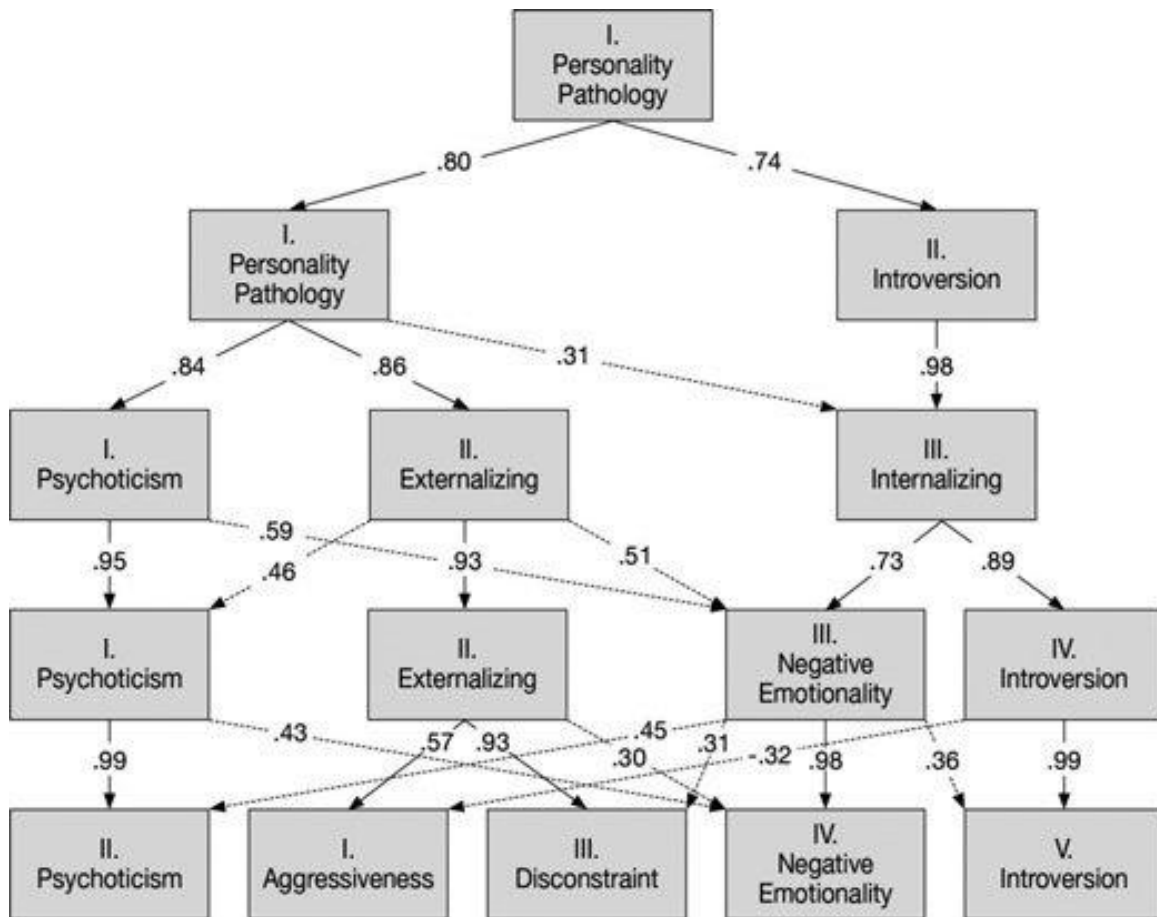 I.
Personality
Pathology
.80
.74
I.
Personality
Pathology
II.
Introversion
.84
.86
.31
.98
I.
Psychoticism
II.
Externalizing
III.
Internalizing
.95
.59
.46
.93
.51
.73
.89
I.
Psychoticism
II.
Externalizing
III.
Negative
Emotionality
IV.
Introversion
.99
.43
.57
.93
.30
.45
.31
.98
-.32
.36
.99
II.
Psychoticism
I.
Aggressiveness
III.
Disconstraint
IV.
Negative
Emotionality
V.
Introversion